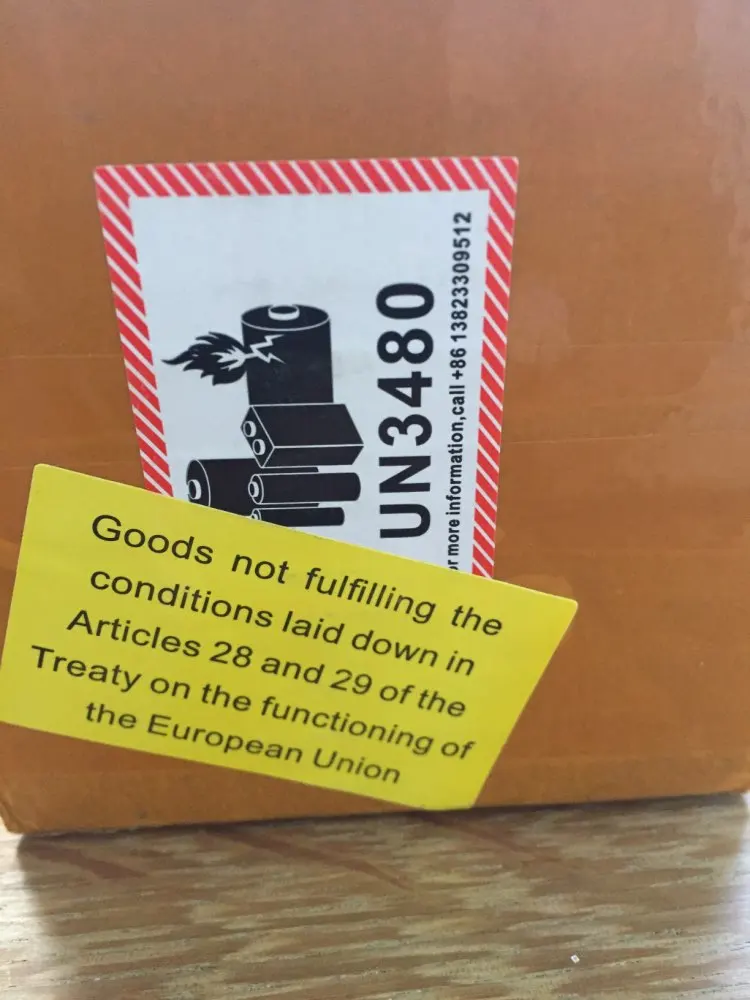 UN3480
or more information,call +86 13823309512
Goods not fulfilling the
conditions laid down in
Articles 28 and 29 of the
Treaty on the functioning of
the European Union